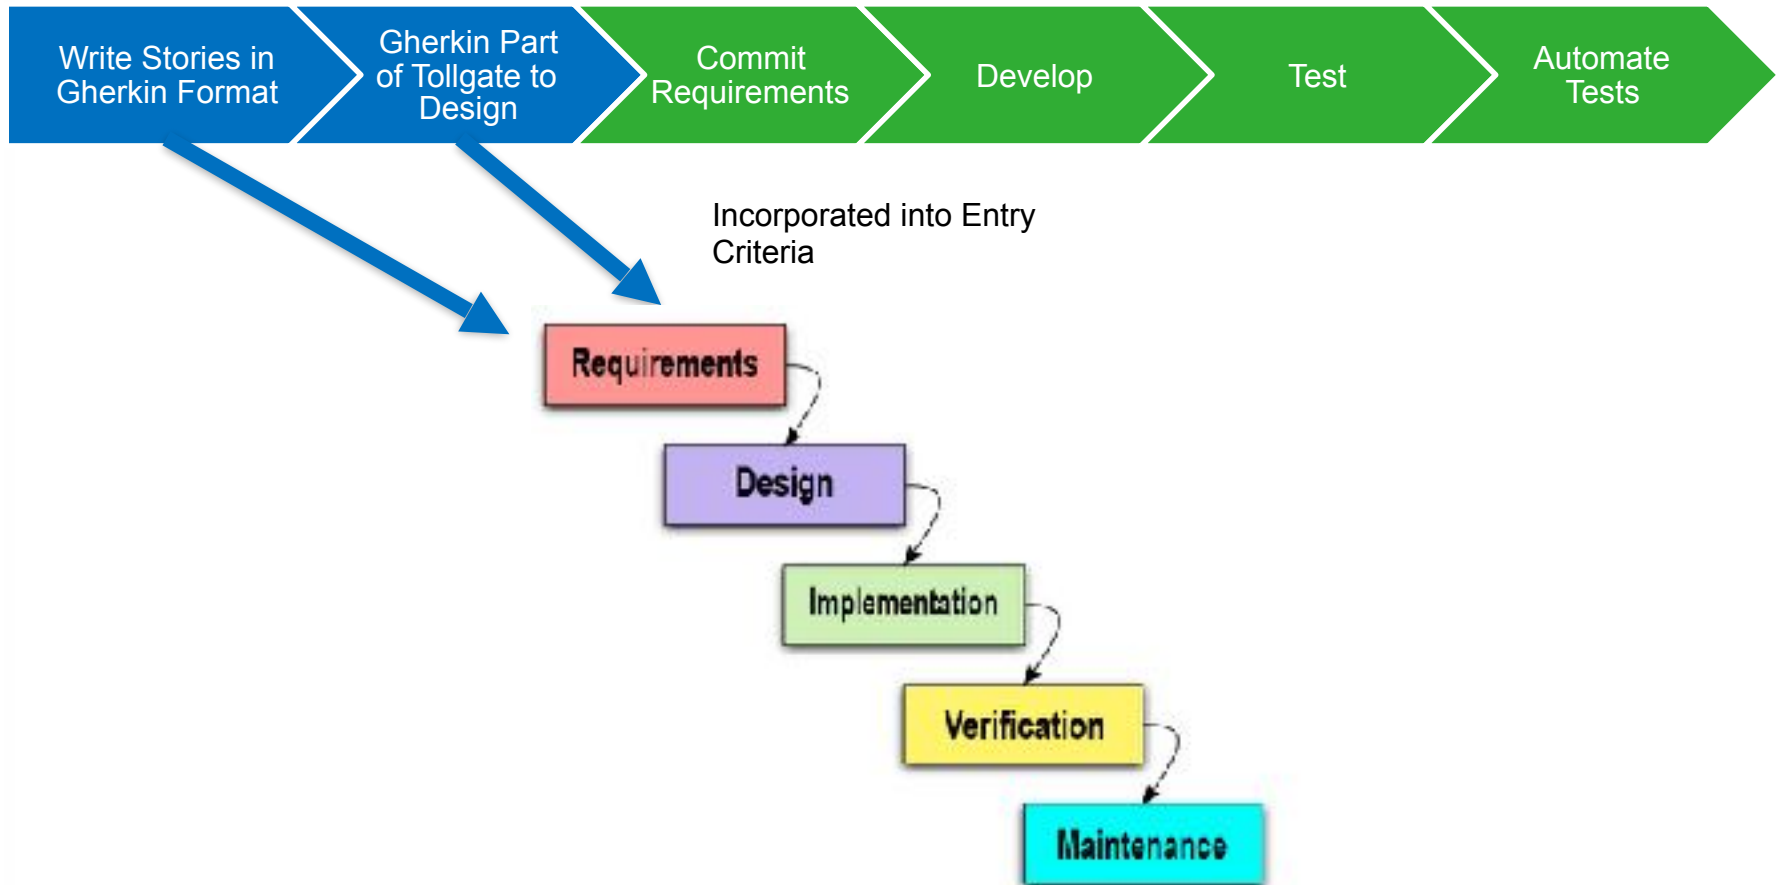 Write Stories in
Gherkin Format
Gherkin Part
of Tollgate to
Design
Commit
Requirements
Develop
Test
Automate
Tests
Incorporated into Entry
Criteria
Requirements
Design
Implementation
Verification
Maintenance